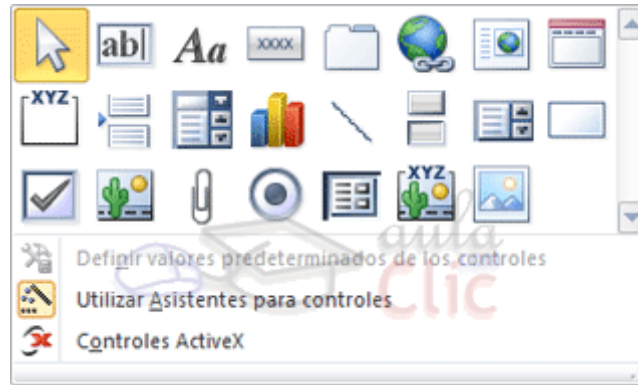 ab| Aa XXXX
XYZ
XYZ
Definir valores predeterminados de los controles
Utilizar Asistentes para controles
Controles ActiveX
aula
Clic